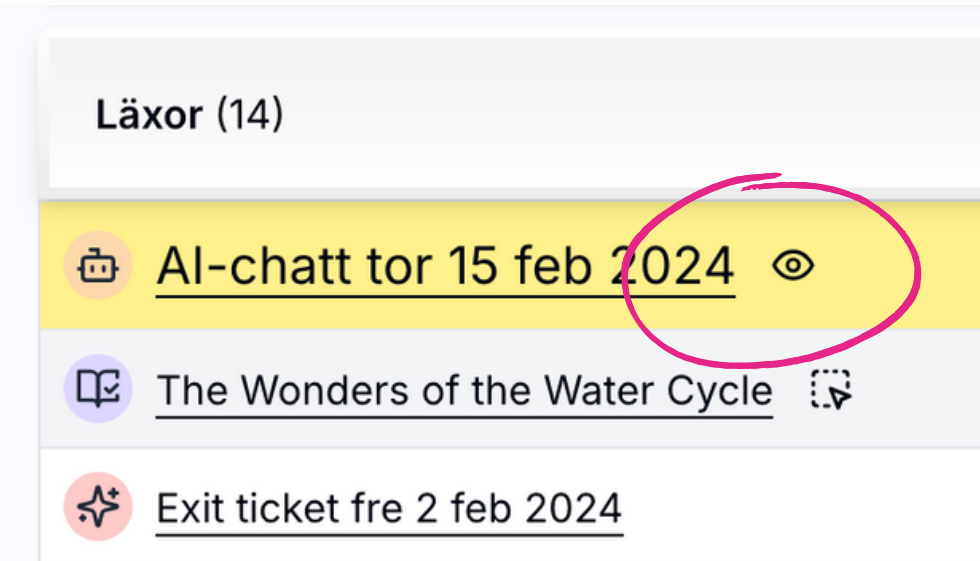 Läxor (14)
AI-chatt tor 15 feb 2024
The Wonders of the Water Cycle
Exit ticket fre 2 feb 2024